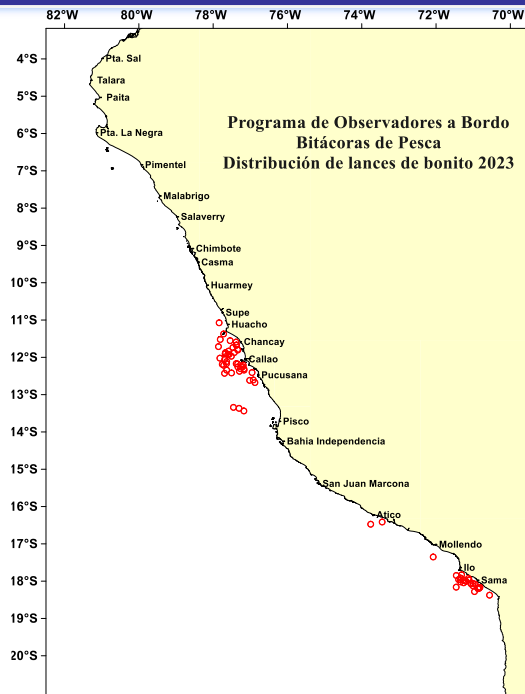 82°W 80°W 78°W 76°W 74°W 72°W 70°W
4°S
Pta. Sal
Talara
5°S
Paita
6°S
Pta. La Negra
Programa de Observadores a Bordo
Bitácoras de Pesca
Distribución de lances de bonito 2023
7°S
Pimentel
8°S
Malabrigo
Salaverry
9°S
Chimbote
Casma
10°S
Huarmey
Supe
11°S
Huacho
Chancay
12°S
Callao
Pucusana
13°S
Pisco
14°S
Bahia Independencia
15°S
San Juan Marcona
16°S
Atico
17°S
Mollendo
Ilo
18°S
Sama
19°S
20°S